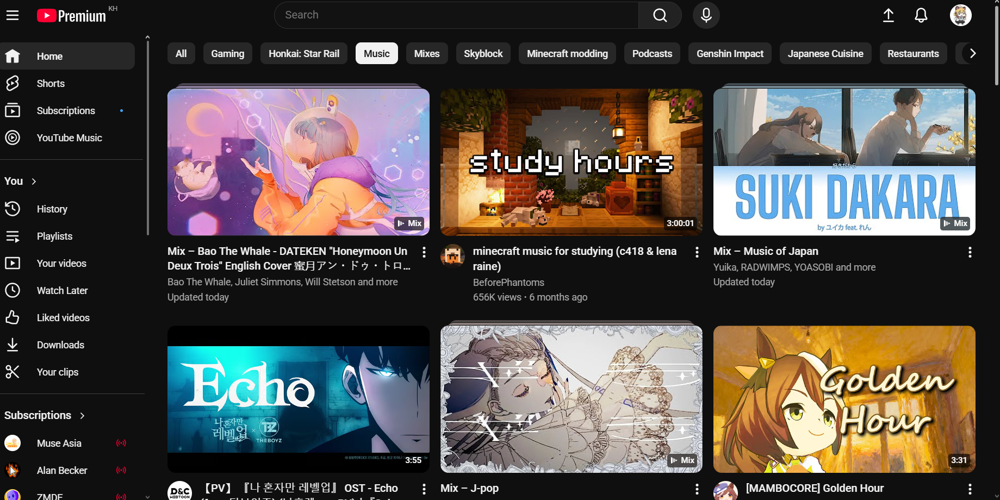 Premium KH
Search
Home
Shorts
Subscriptions
YouTube Music
You
History
Playlists
Your videos
Watch Later
Liked videos
Downloads
Your clips
Subscriptions
Muse Asia
Alan Becker
ZMDE
All Gaming Honkai: Star Rail Music Mixes Skyblock Minecraft modding Podcasts Genshin Impact Japanese Cuisine Restaurants
Mix
Mix – Bao The Whale - DATEKEN "Honeymoon Un
Deux Trois" English Cover 蜜月アン・ドゥ・トロ...
Bao The Whale, Juliet Simmons, Will Stetson and more
Updated today
study hours
3:00:01
minecraft music for studying (c418 & lena
raine)
BeforePhantoms
656K views • 6 months ago
好きだから
SUKI DAKARA
by ユイカ feat. れん
Mix
Mix – Music of Japan
Yuika, RADWIMPS, YOASOBI and more
Updated today
Echo
나 혼자만
레벨업 × TBZ
THEBOYZ
3:55
D&C
WEBTOON
【PV】『나 혼자만 레벨업』 OST - Echo
Mix
Mix – J-pop
Golden
Hour
3:31
[MAMBOCORE] Golden Hour